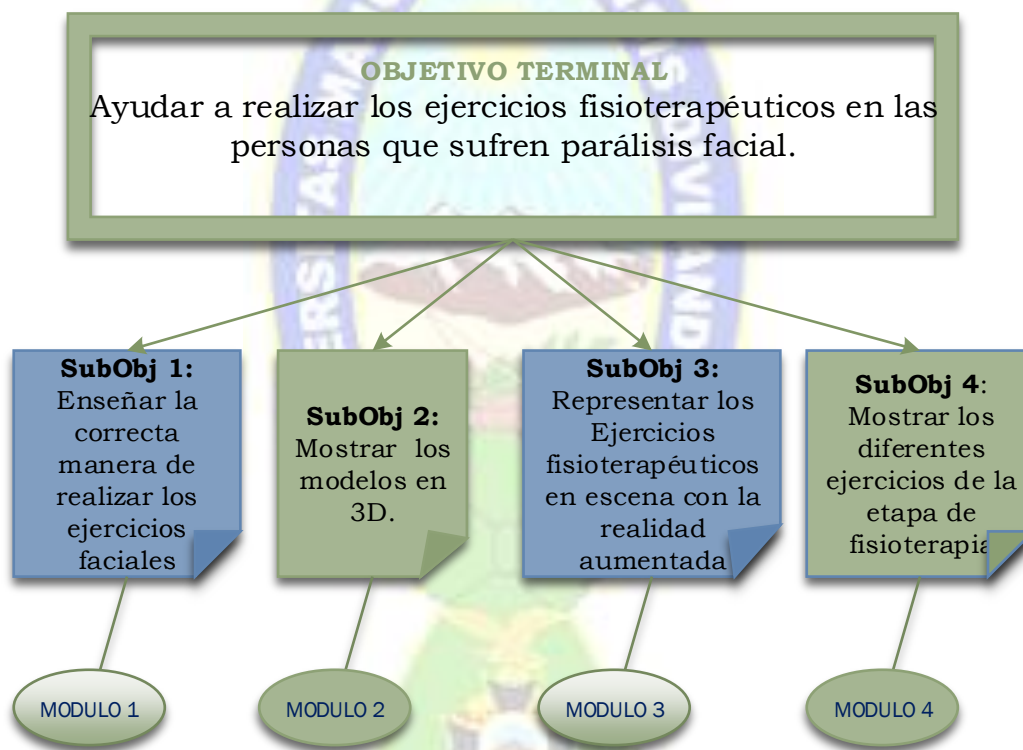 OBJETIVO TERMINAL
Ayudar a realizar los ejercicios fisioterapéuticos en las
personas que sufren parálisis facial.
SubObj 1:
Enseñar la
correcta
manera de
realizar los
ejercicios
faciales
SubObj 2:
Mostrar los
modelos en
3D.
SubObj 3:
Representar los
Ejercicios
fisioterapéuticos
en escena con la
realidad
aumentada
SubObj 4:
Mostrar los
diferentes
ejercicios de la
etapa de
fisioterapia
MODULO 1
MODULO 2
MODULO 3
MODULO 4